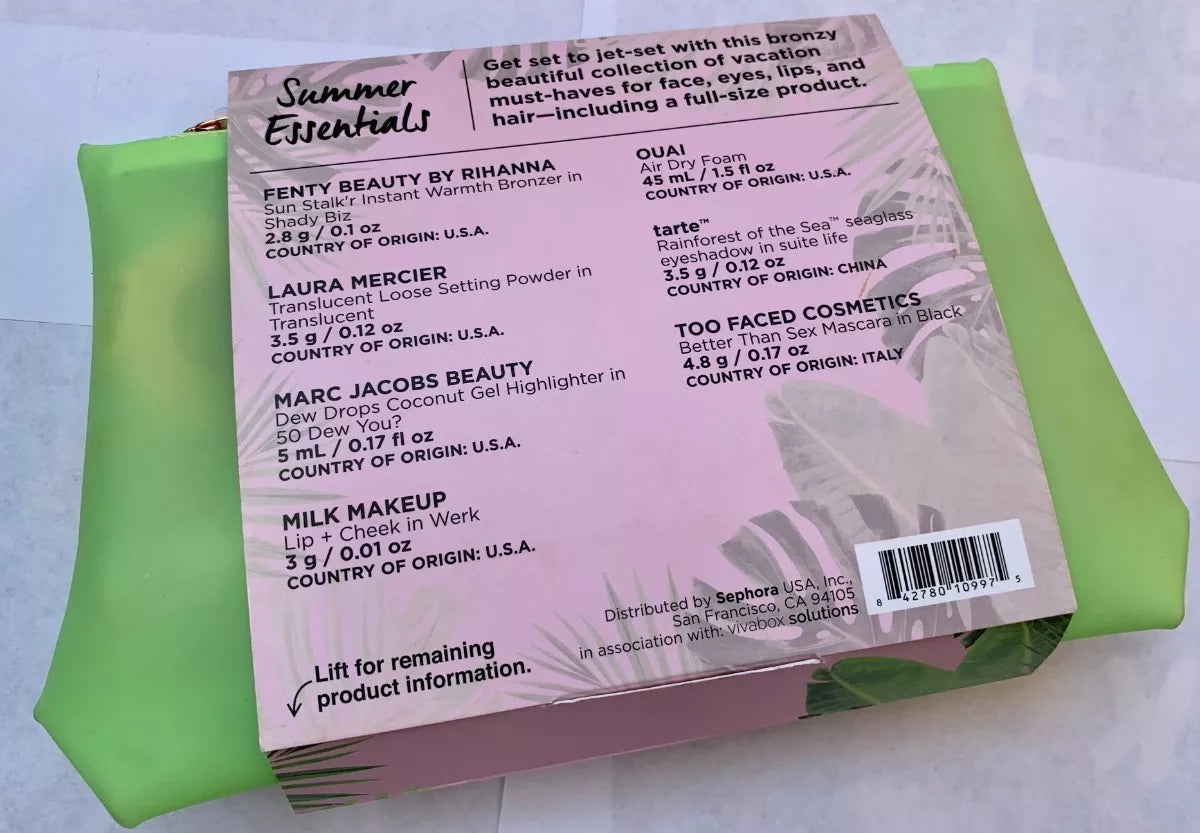 Summer
Essentials
Get set to jet-set with this bronzy
beautiful collection of vacation
must-haves for face, eyes, lips, and
hair—including a full-size product.
FENTY BEAUTY BY RIHANNA
Sun Stalk'r Instant Warmth Bronzer in
Shady Biz
2.8 g / 0.1 oz
COUNTRY OF ORIGIN: U.S.A.
LAURA MERCIER
Translucent Loose Setting Powder in
Translucent
3.5 g / 0.12 oz
COUNTRY OF ORIGIN: U.S.A.
MARC JACOBS BEAUTY
Dew Drops Coconut Gel Highlighter in
50 Dew You?
5 mL / 0.17 fl oz
COUNTRY OF ORIGIN: U.S.A.
MILK MAKEUP
Lip + Cheek in Werk
3 g / 0.01 oz
COUNTRY OF ORIGIN: U.S.A.
OUAI
Air Dry Foam
45 mL / 1.5 fl oz
COUNTRY OF ORIGIN: U.S.A.
tarte™
Rainforest of the Sea™ seaglass
eyeshadow in suite life
3.5 g / 0.12 oz
COUNTRY OF ORIGIN: CHINA
TOO FACED COSMETICS
Better Than Sex Mascara in Black
4.8 g / 0.17 oz
COUNTRY OF ORIGIN: ITALY
Distributed by Sephora USA, Inc.,
San Francisco, CA 94105
in association with: Vivabox solutions
8 42780 10997 5
Lift for remaining
product information.